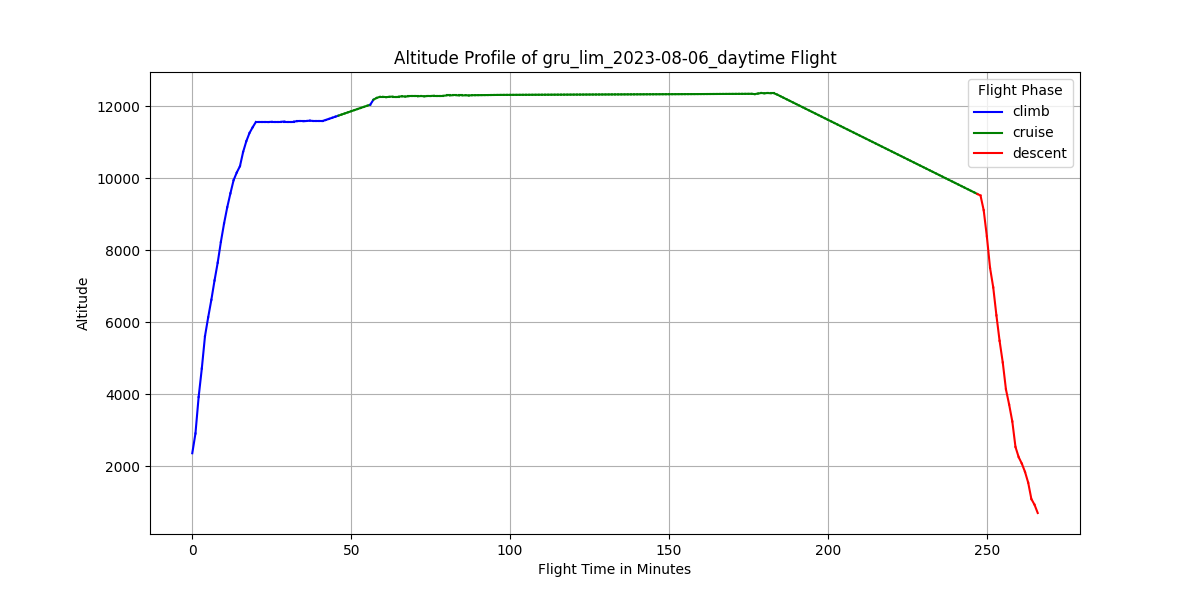 Altitude Profile of gru_lim_2023-08-06_daytime Flight
Flight Phase
climb
cruise
descent
Altitude
12000
10000
8000
6000
4000
2000
0
50
100
150
200
250
Flight Time in Minutes